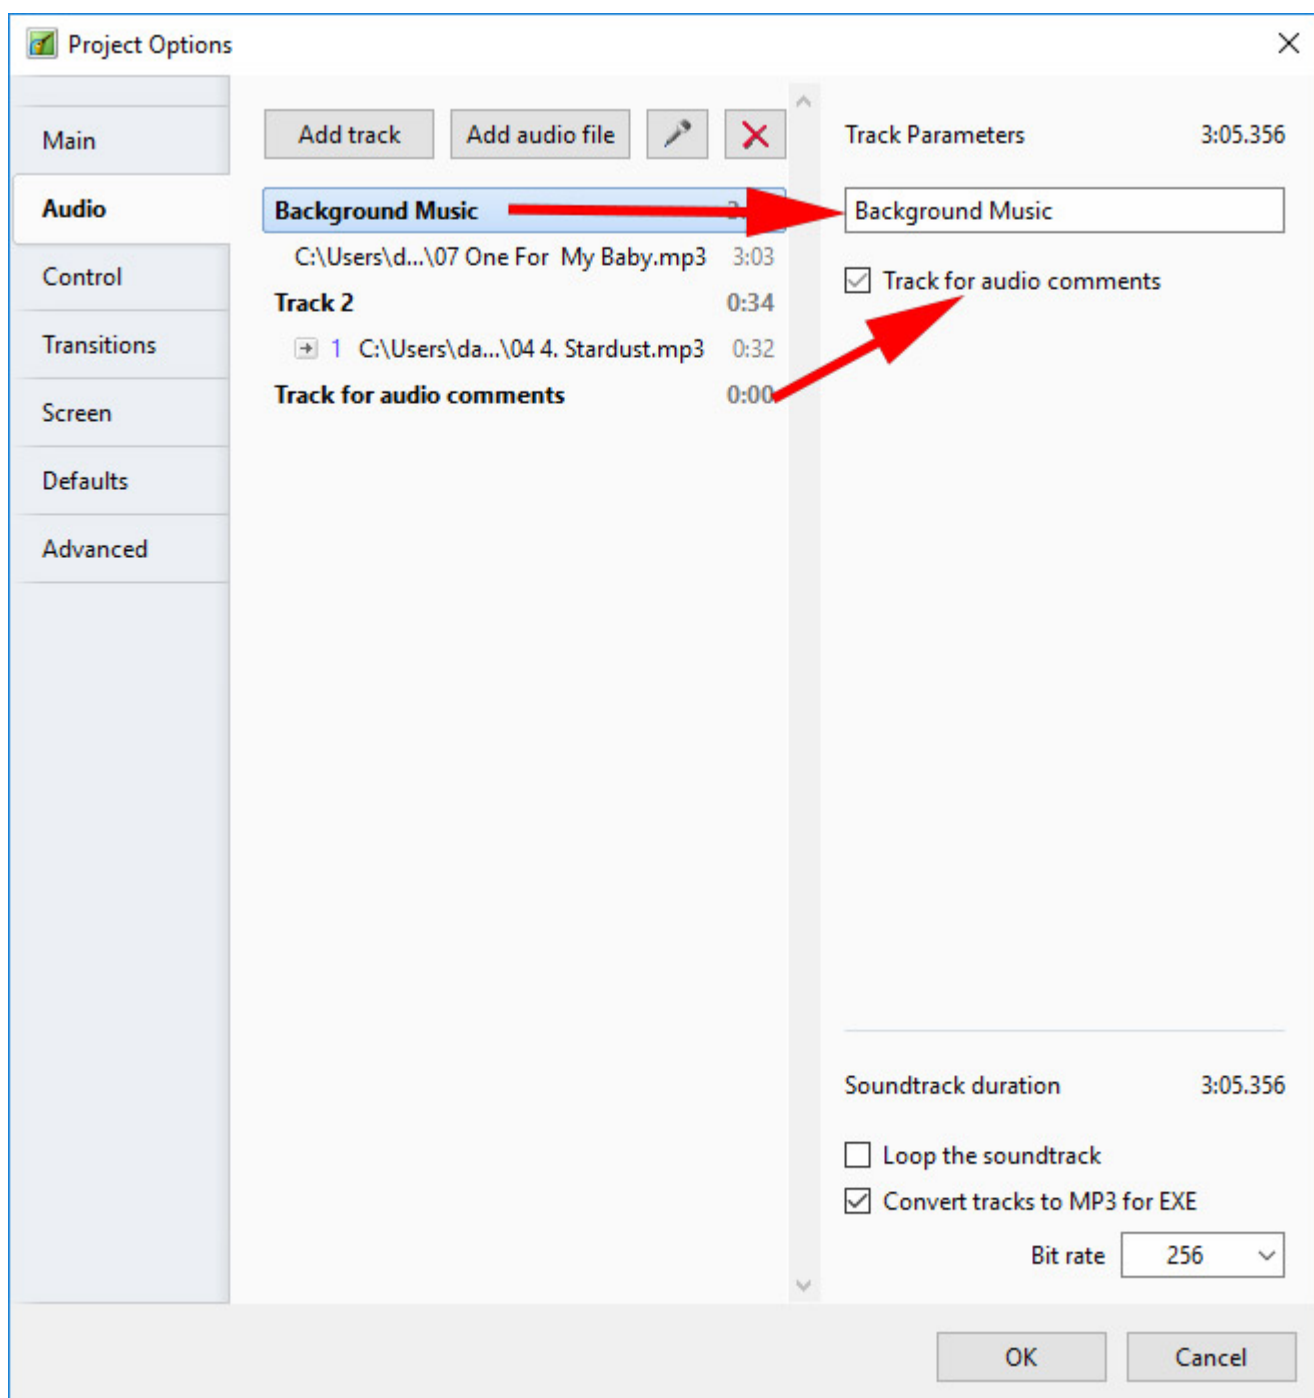 Project Options
Main
Audio
Control
Transitions
Screen
Defaults
Advanced
Add track
Add audio file
Background Music
C:\Users\d...\07 One For  My Baby.mp3 3:03
Track 2 0:34
1 C:\Users\da...\04 4. Stardust.mp3 0:32
Track for audio comments 0:00
Track Parameters 3:05.356
Background Music
Track for audio comments
Soundtrack duration 3:05.356
Loop the soundtrack
Convert tracks to MP3 for EXE
Bit rate 256
OK Cancel